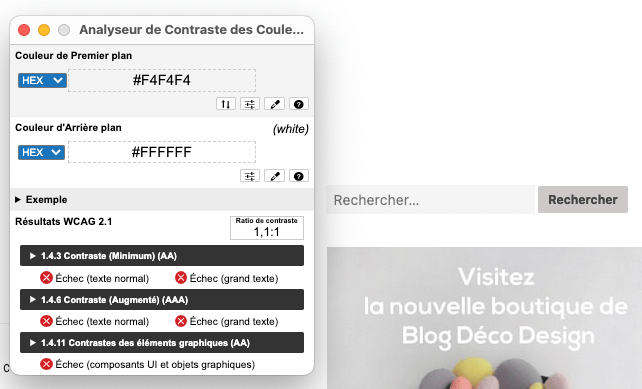 Analyseur de Contraste des Coule...
Couleur de Premier plan
HEX
#F4F4F4
Couleur d'Arrière plan
(white)
HEX
#FFFFFF
Exemple
Résultats WCAG 2.1
Ratio de contraste
1,1:1
1.4.3 Contraste (Minimum) (AA)
Échec (texte normal) Échec (grand texte)
1.4.6 Contraste (Augmenté) (AAA)
Échec (texte normal) Échec (grand texte)
1.4.11 Contrastes des éléments graphiques (AA)
Échec (composants UI et objets graphiques)
Rechercher...
Rechercher
Visitez
la nouvelle boutique de
Blog Déco Design